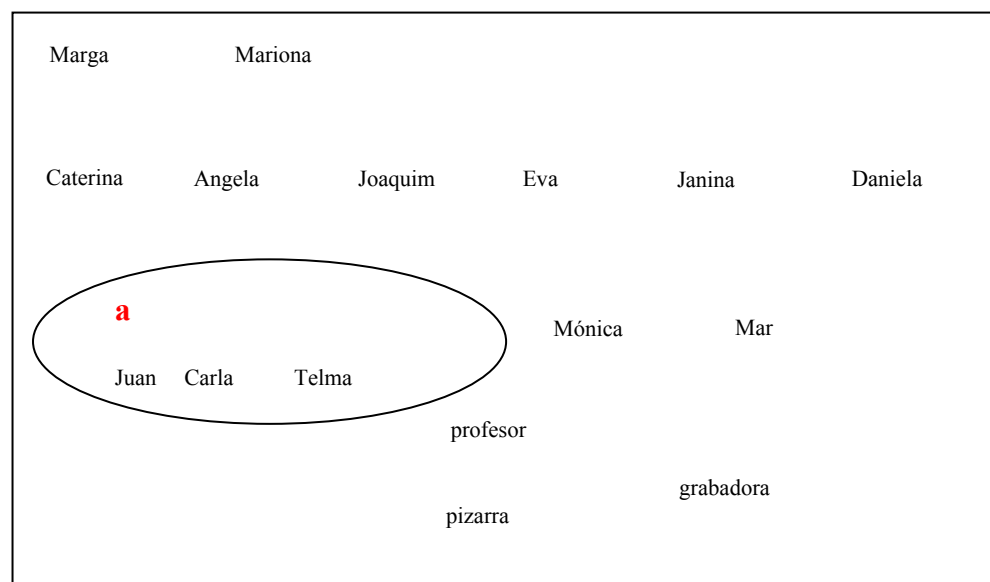 Marga Mariona
Caterina Angela Joaquim Eva Janina Daniela
a
Mónica Mar
Juan Carla Telma
profesor
grabadora
pizarra